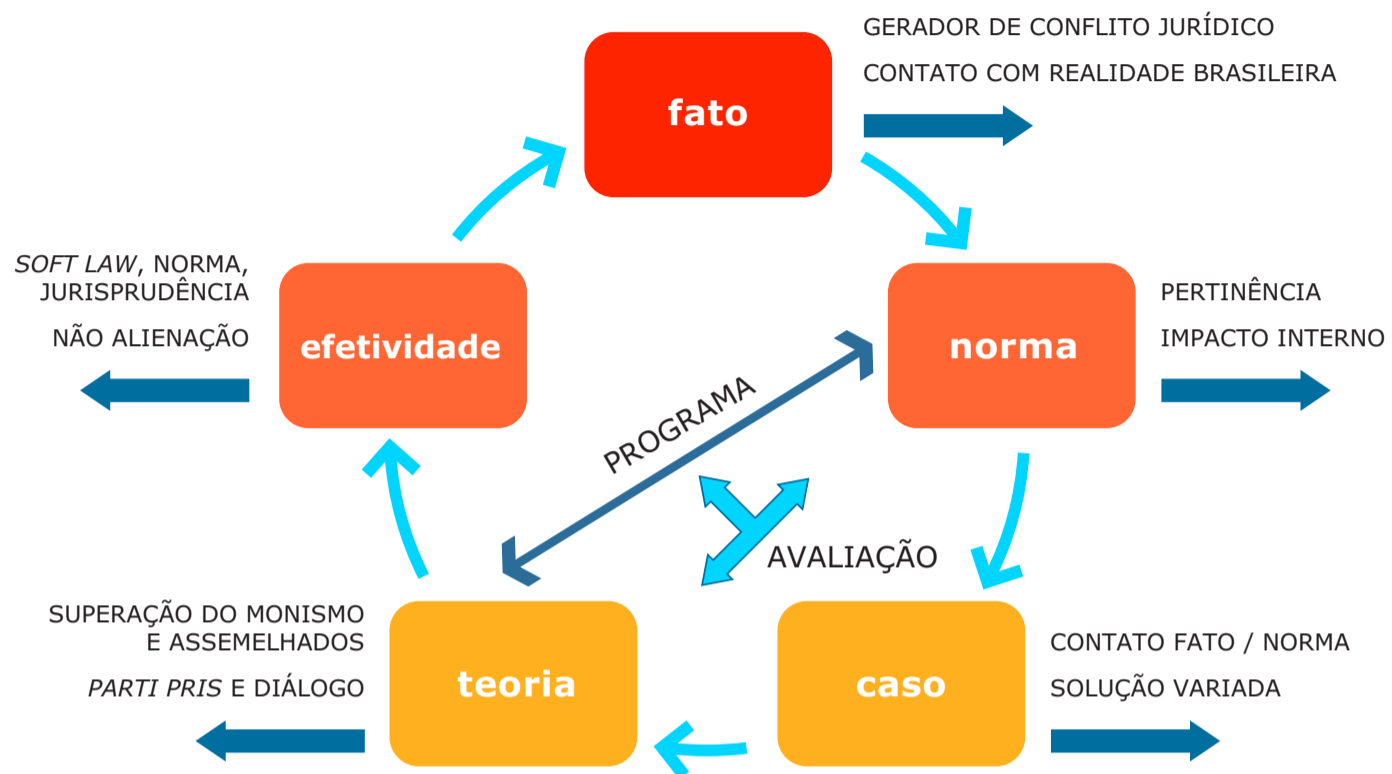 GERADOR DE CONFLITO JURÍDICO
CONTATO COM REALIDADE BRASILEIRA
fato
SOFT LAW, NORMA,
JURISPRUDÊNCIA
NÃO ALIENAÇÃO
efetividade
norma
PERTINÊNCIA
IMPACTO INTERNO
PROGRAMA
AVALIAÇÃO
SUPERAÇÃO DO MONISMO
E ASSEMELHADOS
PARTI PRIS E DIÁLOGO
teoria
caso
CONTATO FATO / NORMA
SOLUÇÃO VARIADA